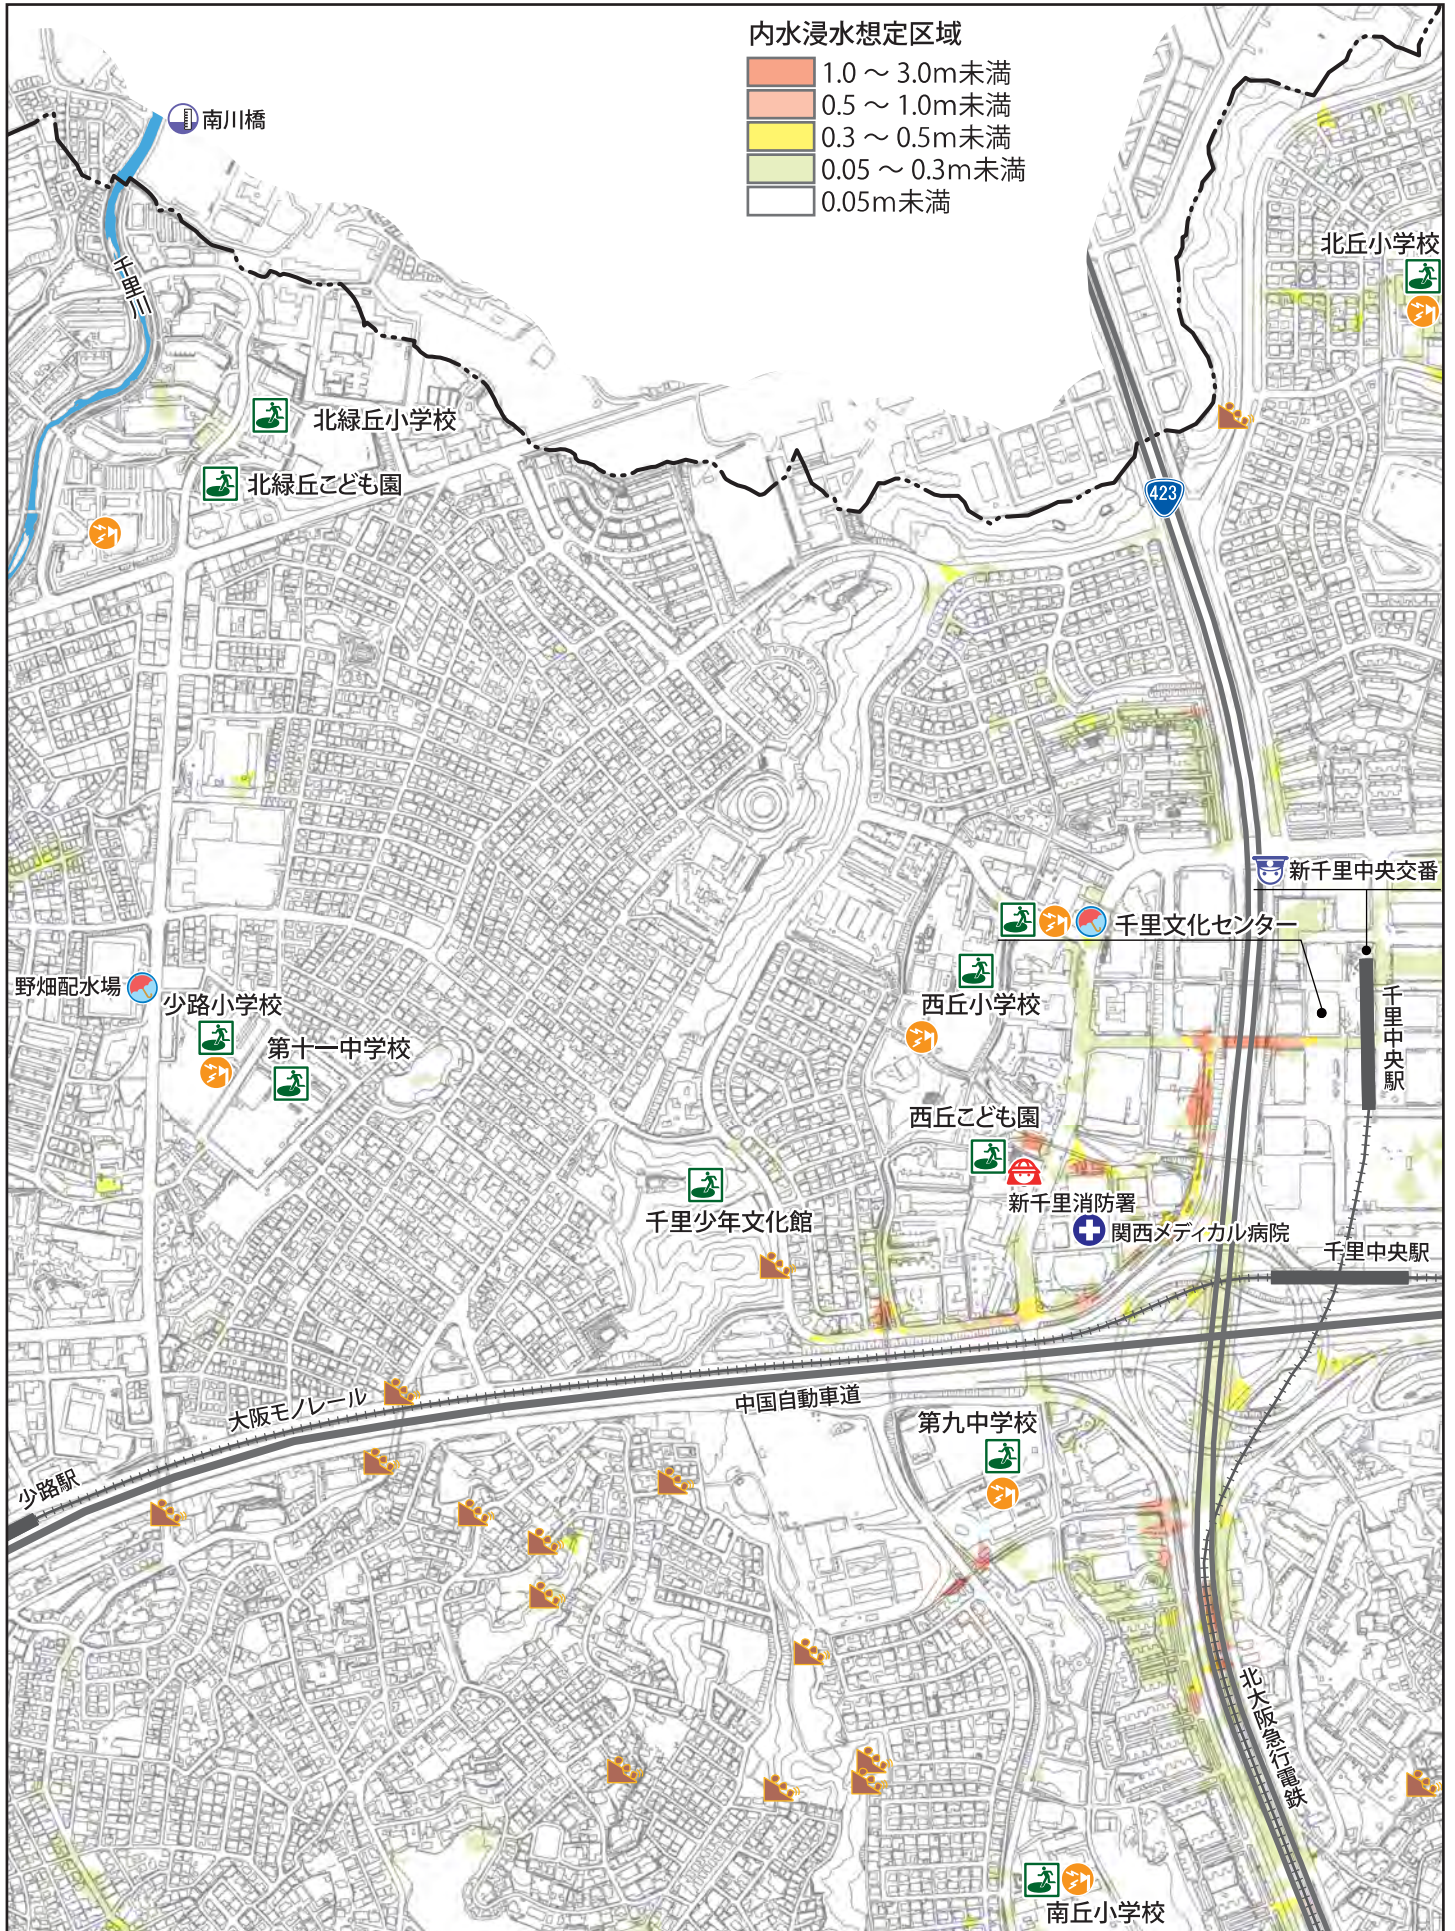 内水浸水想定区域
1.0 ～ 3.0m未満
0.5 ～ 1.0m未満
0.3 ～ 0.5m未満
0.05 ～ 0.3m未満
0.05m未満
南川橋
千里川
北丘小学校
北緑丘小学校
北緑丘こども園
423
新千里中央交番
千里文化センター
野畑配水場
少路小学校
西丘小学校
千里中央駅
第十一中学校
西丘こども園
千里少年文化館
新千里消防署
関西メディカル病院
千里中央駅
大阪モノレール
中国自動車道
第九中学校
少路駅
北大阪急行電鉄
南丘小学校